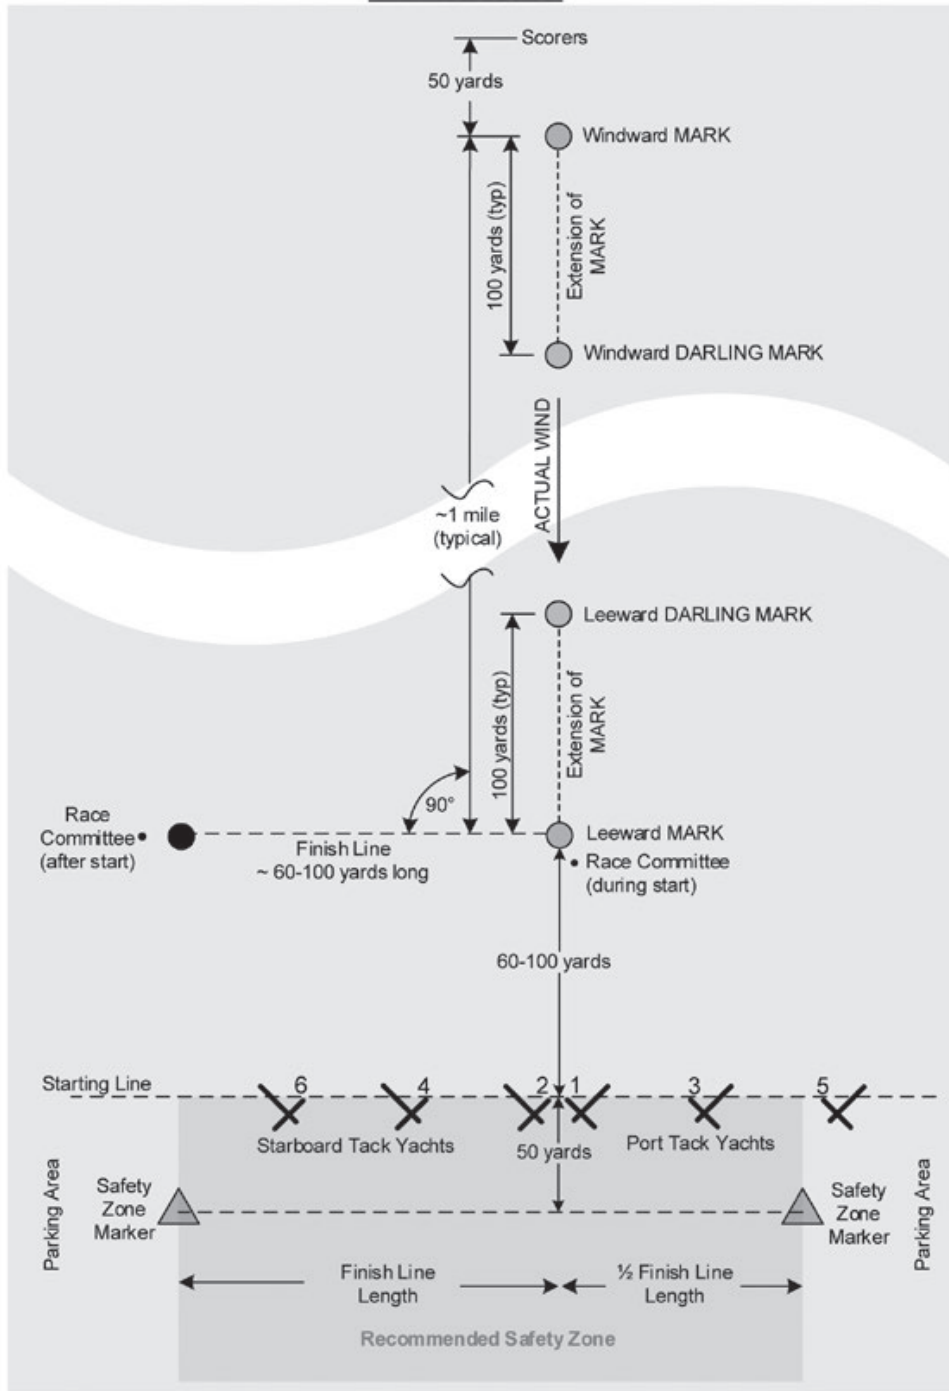 Scorers
50 yards
Windward MARK
100 yards (typ)
Extension of
MARK
Windward DARLING MARK
ACTUAL WIND
~1 mile
(typical)
Leeward DARLING MARK
100 yards (typ)
Extension of
MARK
90°
Race
Committee
(after start)
Finish Line
~ 60-100 yards long
Leeward MARK
• Race Committee
(during start)
60-100 yards
Starting Line
6 4 2 1 3 5
Starboard Tack Yachts
Port Tack Yachts
50 yards
Parking Area
Safety
Zone
Marker
Safety
Zone
Marker
Parking Area
Finish Line
Length
½ Finish Line
Length
Recommended Safety Zone